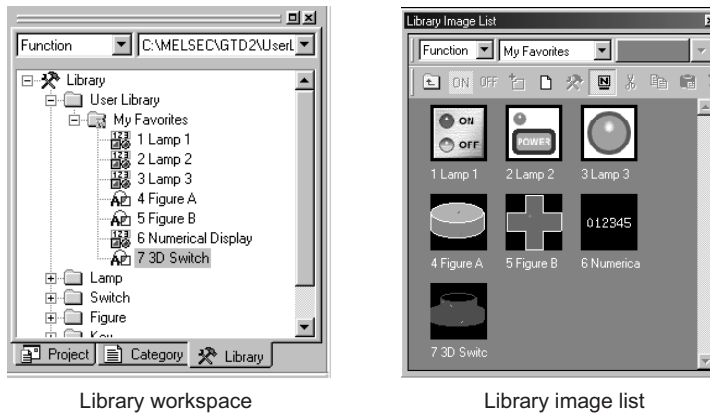 Function
C:\MELSEC\GTD2\UserL
Library
User Library
My Favorites
1 Lamp 1
2 Lamp 2
3 Lamp 3
4 Figure A
5 Figure B
6 Numerical Display
7 3D Switch
Lamp
Switch
Figure
Key
Project
Category
Library
Library workspace
Library Image List
Function
My Favorites
ON OFF
ON
OFF
POWER
1 Lamp 1
2 Lamp 2
3 Lamp 3
012345
4 Figure A
5 Figure B
6 Numerica
7 3D Switc
Library image list